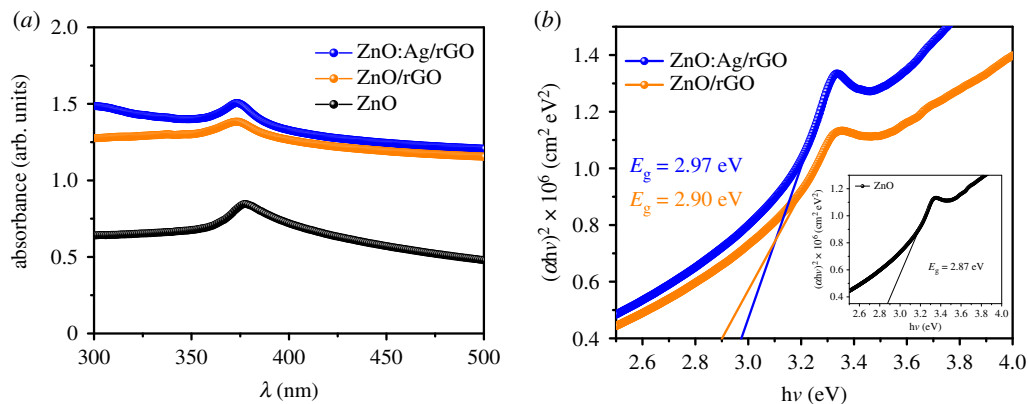 (a)
2.0
1.5
1.0
0.5
0
absorbance (arb. units)
ZnO:Ag/rGO
ZnO/rGO
ZnO
300
350
400
450
500
λ (nm)
(b)
1.4
1.2
1.0
0.8
0.6
0.4
(αhν)² × 10⁶ (cm² eV²)
ZnO:Ag/rGO
ZnO/rGO
E_g = 2.97 eV
E_g = 2.90 eV
2.6
2.8
3.0
3.2
3.4
3.6
3.8
4.0
hν (eV)
ZnO
1.2
1.0
0.8
0.6
0.4
(αhν)² × 10⁶ (cm² eV²)
E_g = 2.87 eV
2.6
2.8
3.0
3.2
3.4
3.6
3.8
4.0
hν (eV)